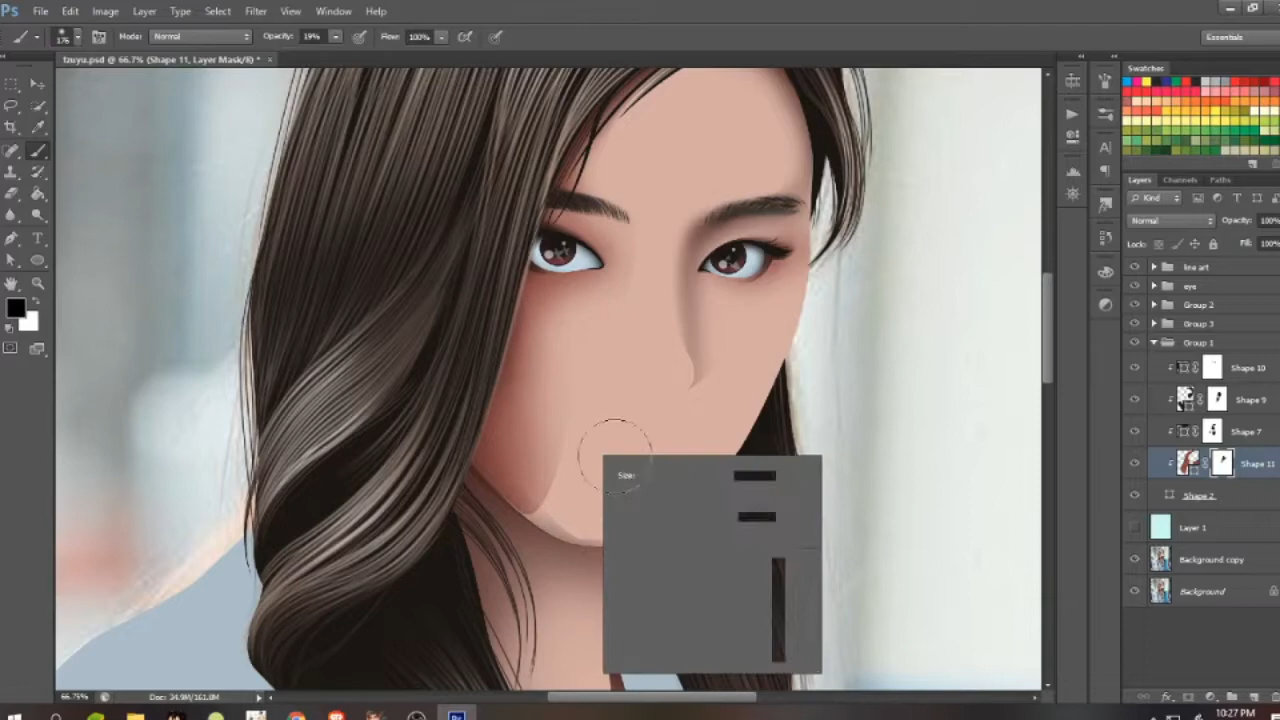 Ps File Edit Image Layer Type Select Filter View Window Help
176 Mode: Normal Opacity: 19% Flow: 100% Essentials
tzuyu.psd @ 66.7% (Shape 11, Layer Mask/8) * ×
Swatches
Layers Channels Paths
Kind
Normal Opacity: 100%
Lock: Fill: 100%
line art
eye
Group 2
Group 3
Group 1
Shape 10
Shape 9
Shape 7
Shape 11
Shape 2
Layer 1
Background copy
Background
Size:
66.75% Doc: 34.9M/161.8M
Ps
10:27 PM